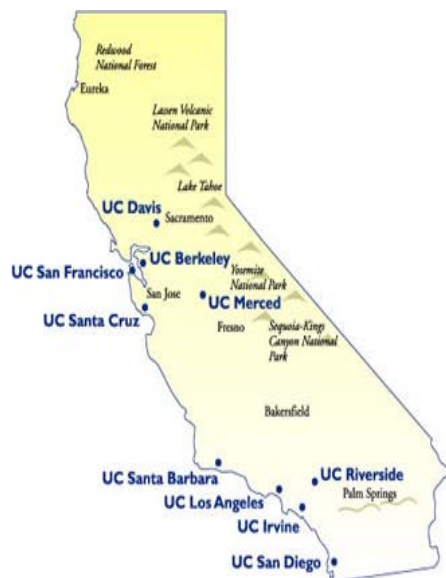 Redwood
National Forest
Eureka
Lassen Volcanic
National Park
Lake Tahoe
UC Davis
Sacramento
UC Berkeley
UC San Francisco
Yosemite
National Park
San Jose
UC Merced
UC Santa Cruz
Fresno
Sequoia-Kings
Canyon National
Park
Bakersfield
UC Santa Barbara
UC Riverside
UC Los Angeles
Palm Springs
UC Irvine
UC San Diego